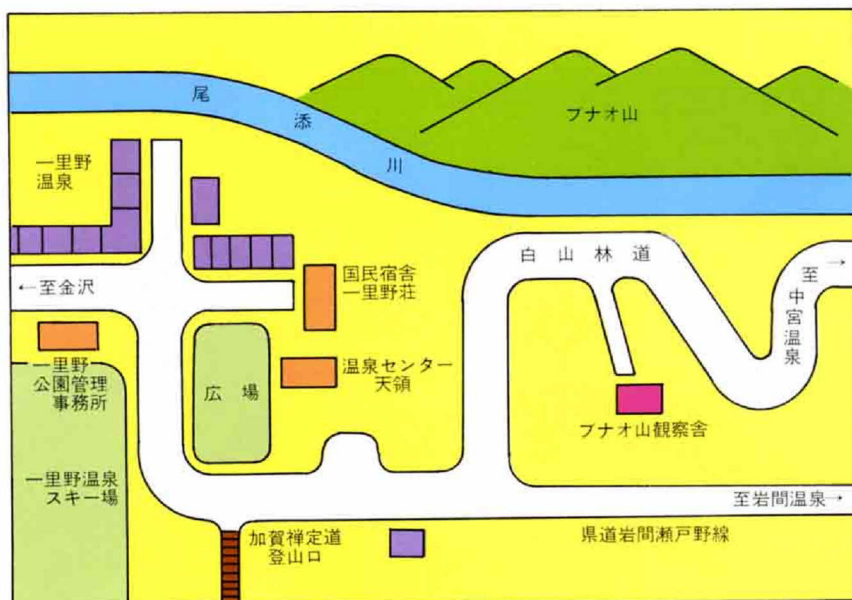 尾添川
ブナオ山
一里野
温泉
白山林道
至→
中宮温泉
国民宿舎
一里野荘
←至金沢
一里野
公園管理
事務所
広場
温泉センター
天領
ブナオ山観察舎
一里野温泉
スキー場
至岩間温泉→
加賀禅定道
登山口
県道岩間瀬戸野線